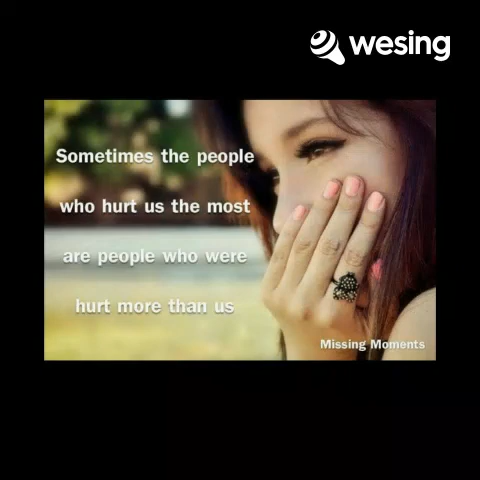 wesing
Sometimes the people
who hurt us the most
are people who were
hurt more than us
Missing Moments